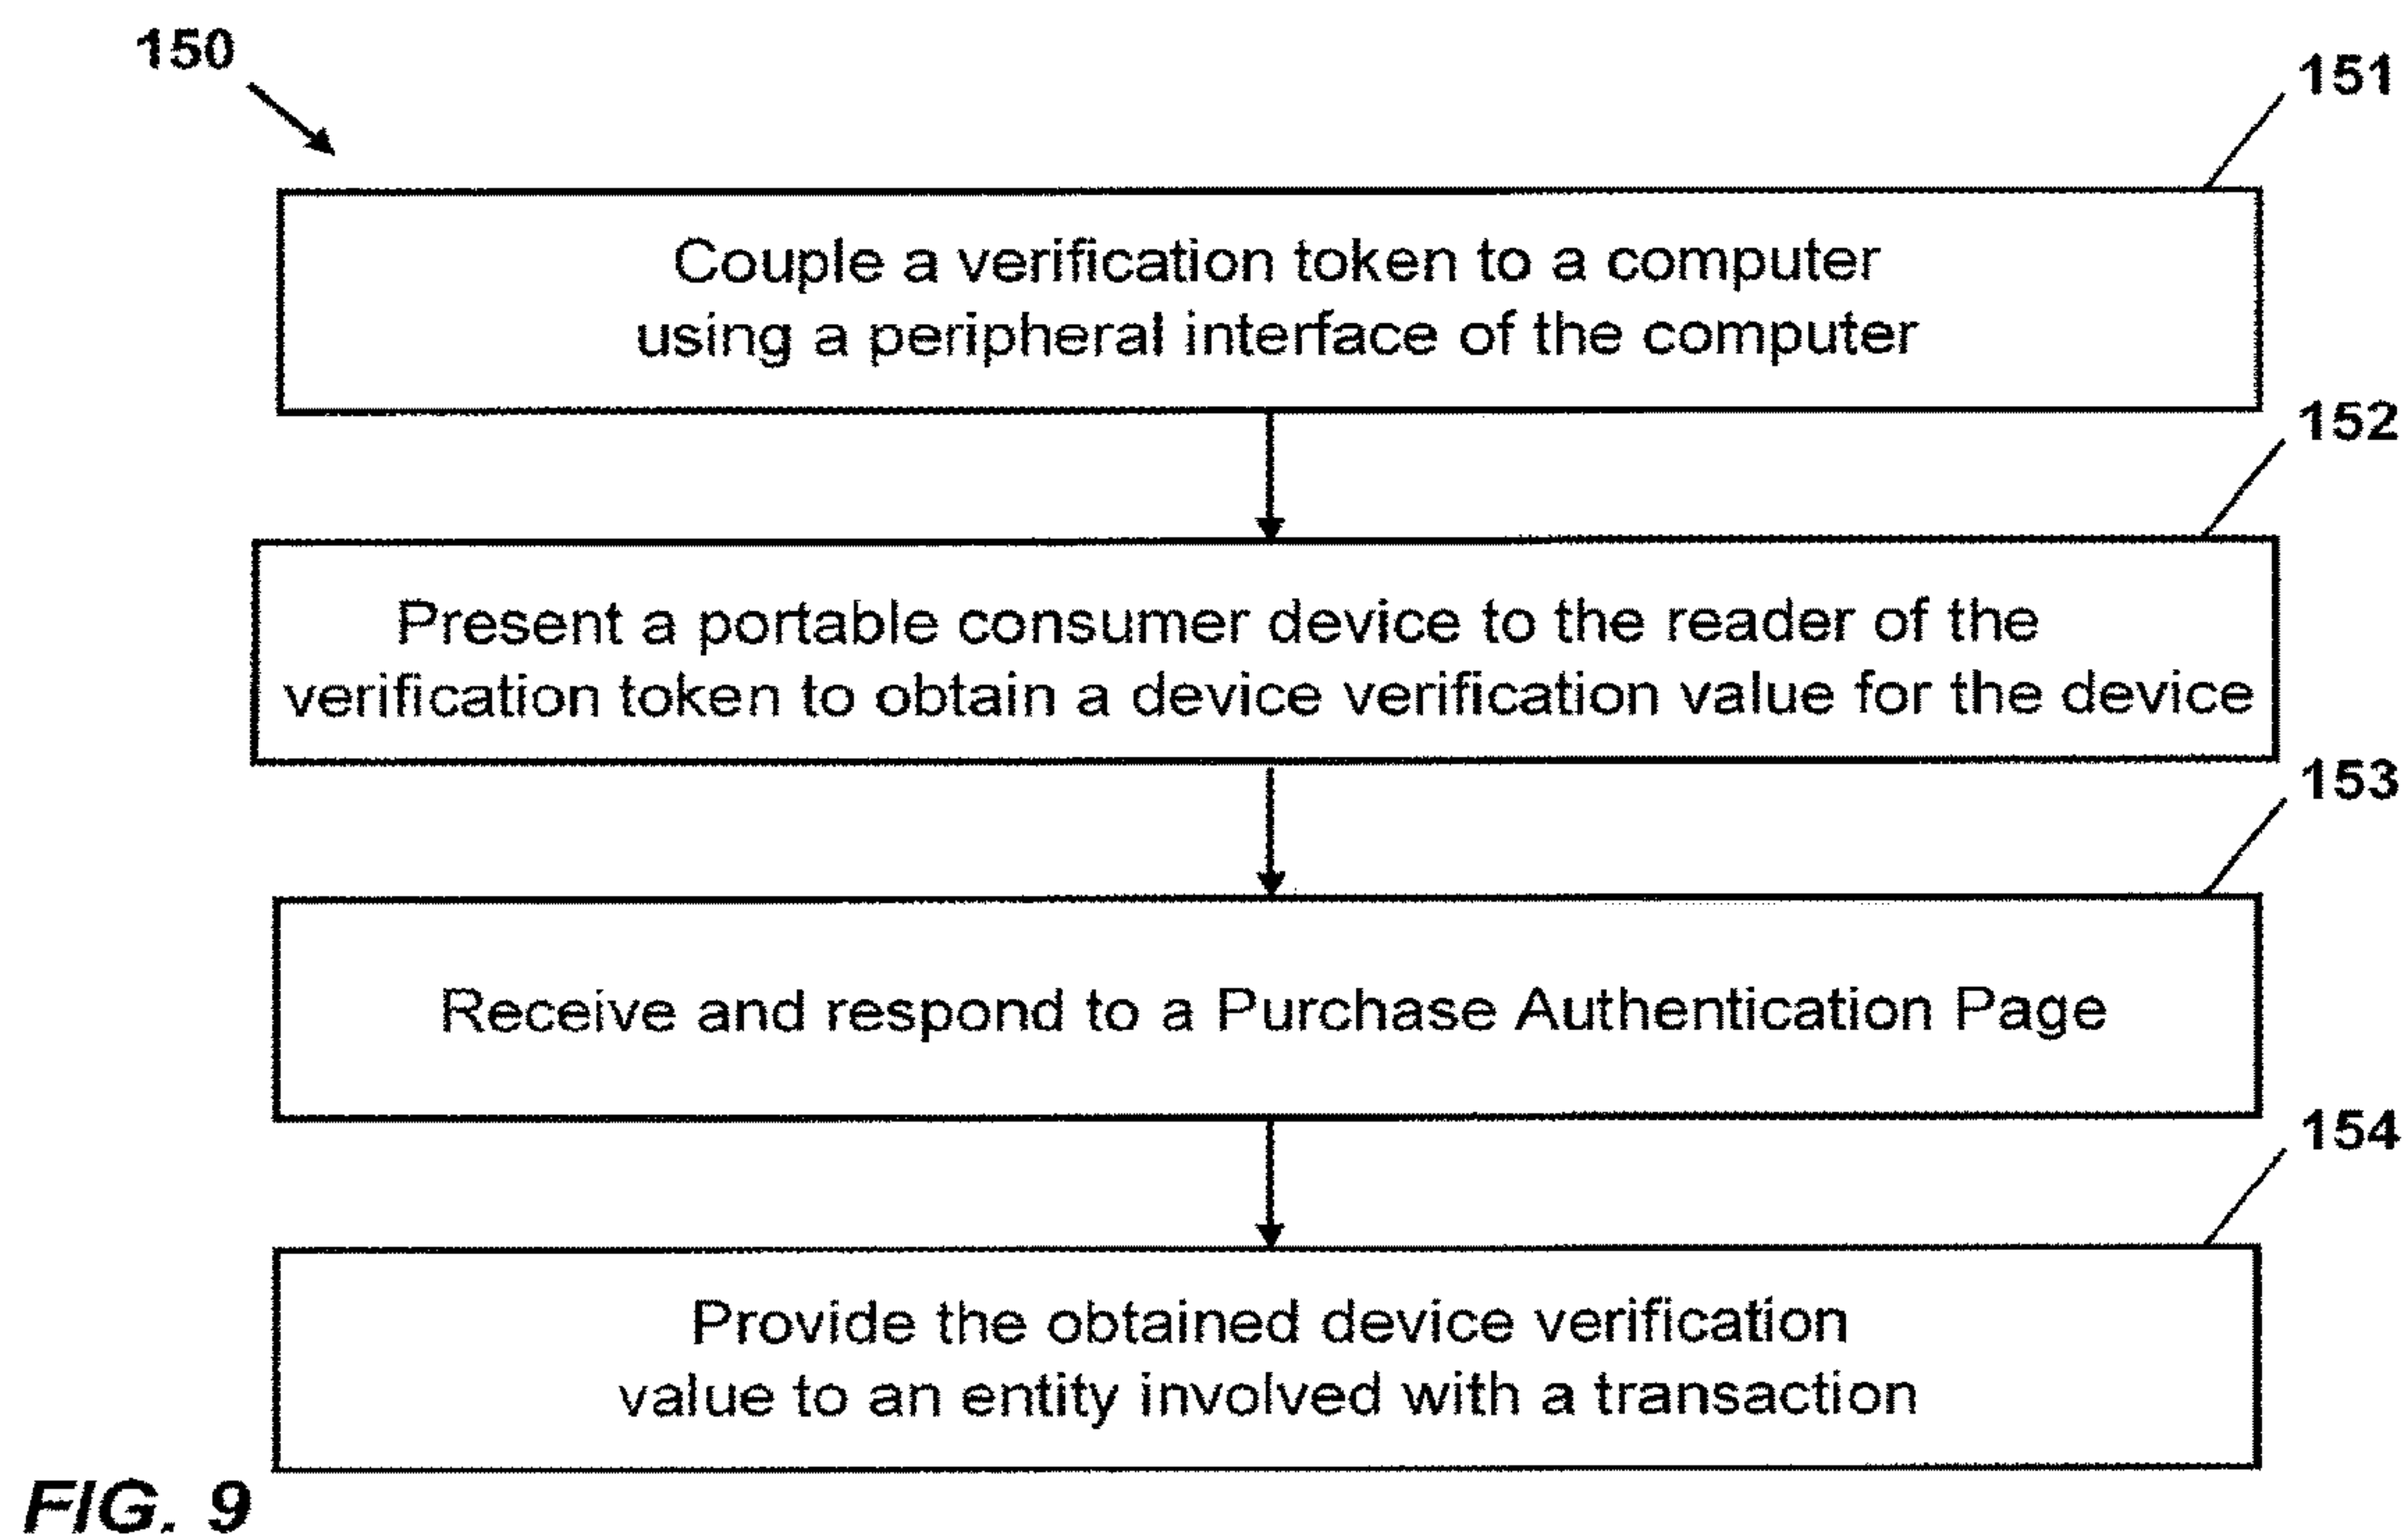 150
151
Couple a verification token to a computer
using a peripheral interface of the computer
152
Present a portable consumer device to the reader of the
verification token to obtain a device verification value for the device
153
Receive and respond to a Purchase Authentication Page
154
Provide the obtained device verification
value to an entity involved with a transaction
FIG. 9